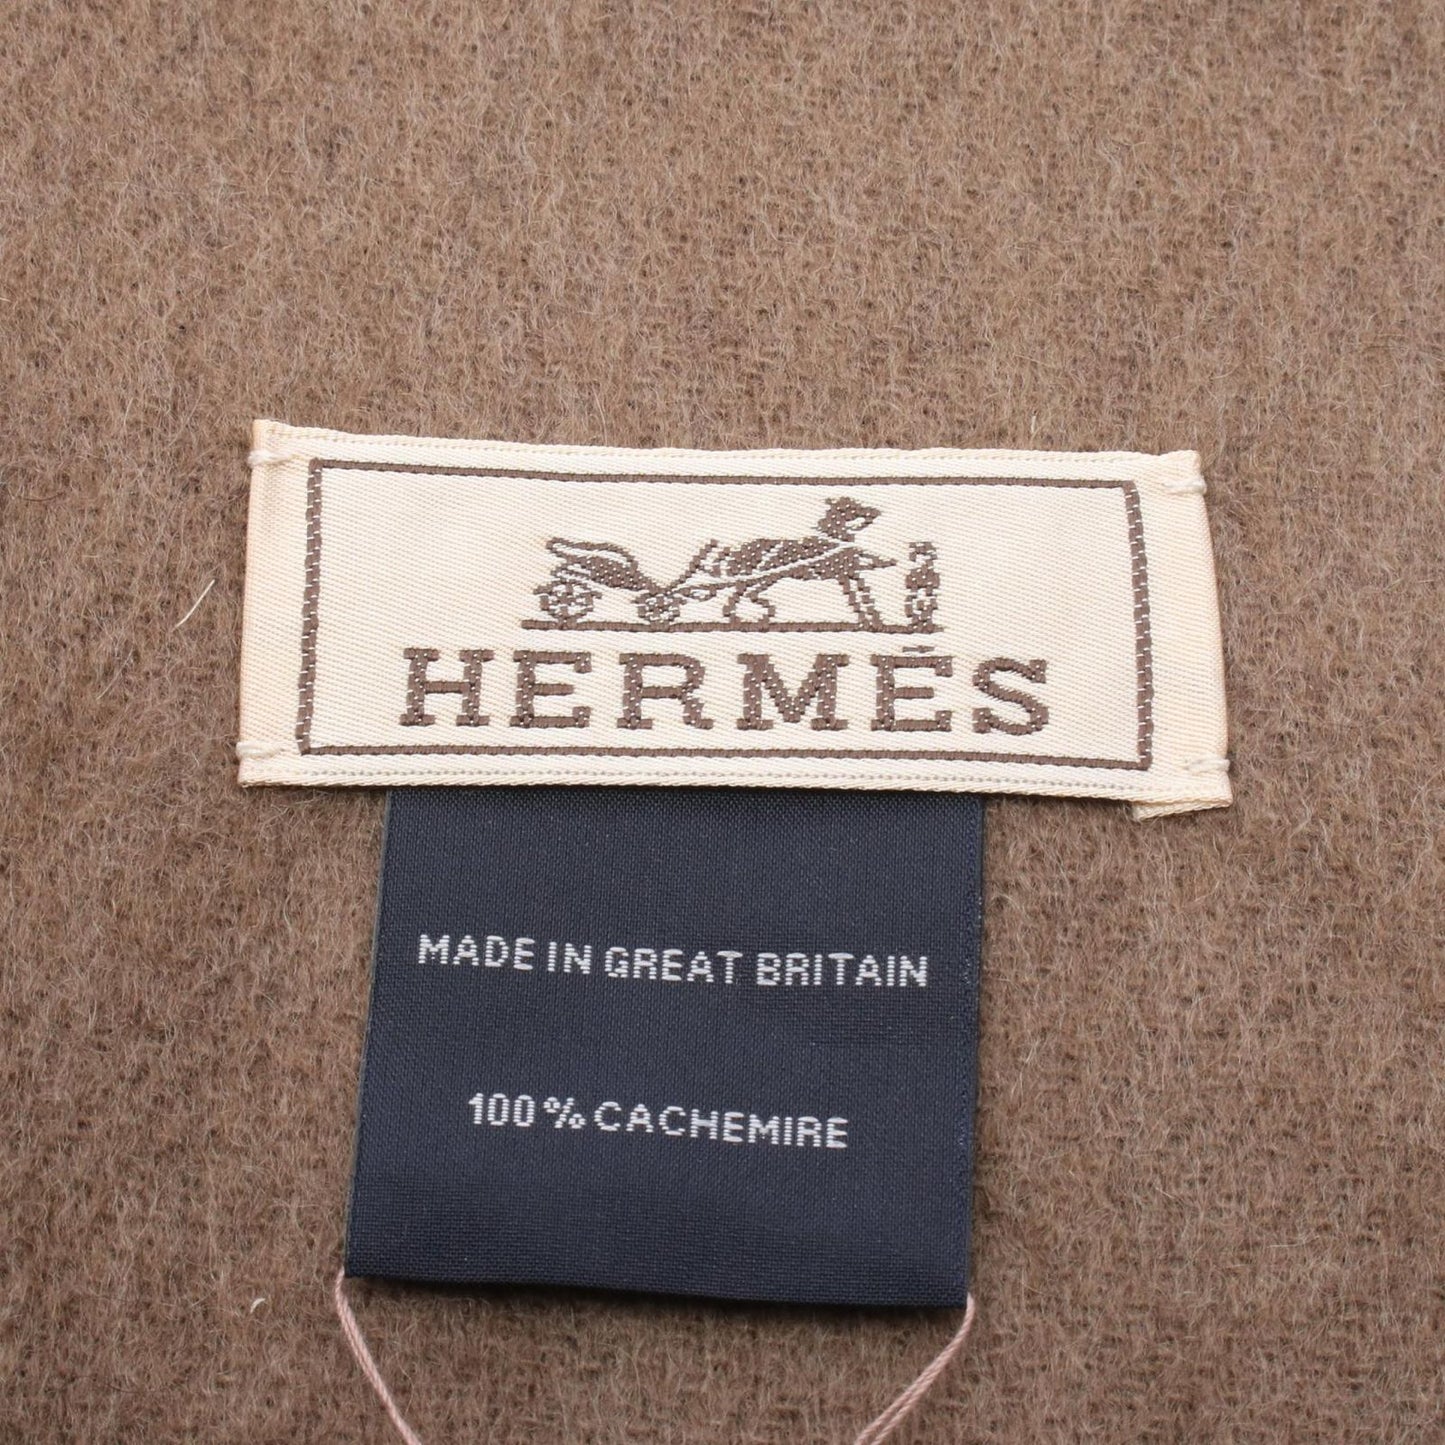 HERMÈS
MADE IN GREAT BRITAIN
100% CACHEMIRE